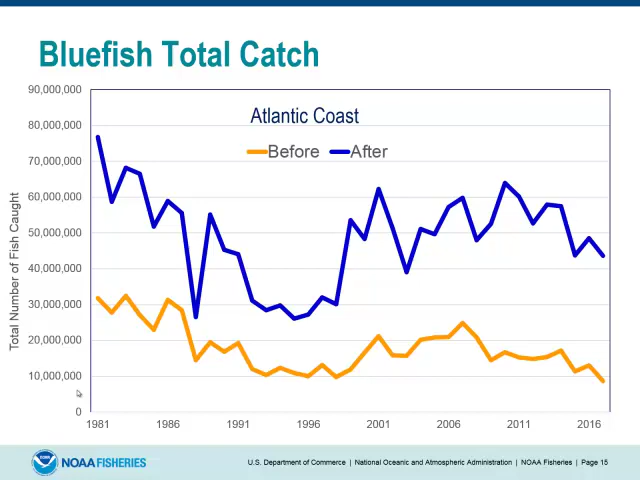 Bluefish Total Catch
90,000,000
80,000,000
70,000,000
60,000,000
50,000,000
40,000,000
30,000,000
20,000,000
10,000,000
0
Total Number of Fish Caught
Atlantic Coast
Before After
1981 1986 1991 1996 2001 2006 2011 2016
NOAA FISHERIES
U.S. Department of Commerce | National Oceanic and Atmospheric Administration | NOAA Fisheries | Page 15